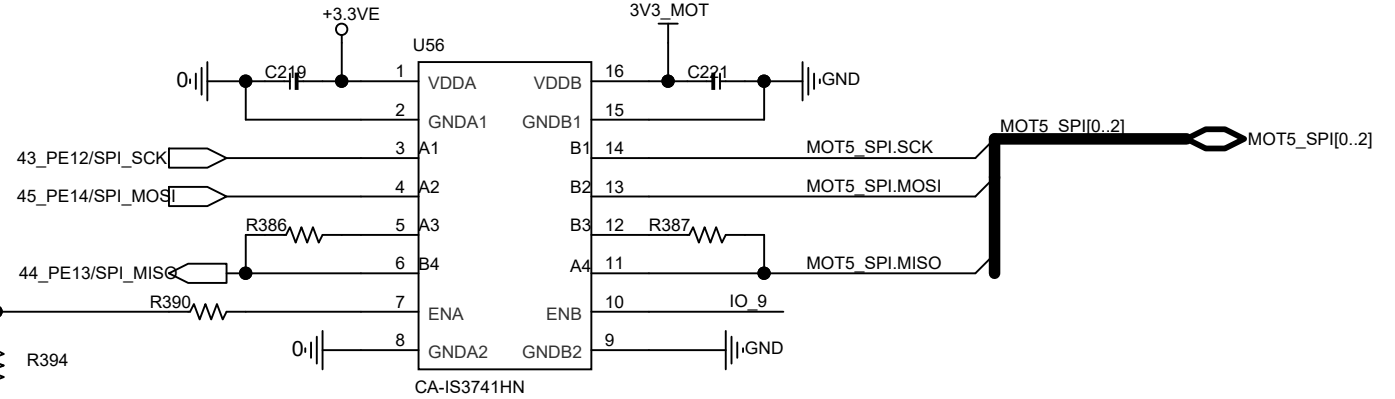 +3.3VE
3V3_MOT
U56
0
C219
1
VDDA
VDDB
16
C221
GND
2
GNDA1
GNDB1
15
43_PE12/SPI_SCK
3
A1
B1
14
MOT5_SPI.SCK
MOT5_SPI[0..2]
MOT5_SPI[0..2]
45_PE14/SPI_MOSI
4
A2
B2
13
MOT5_SPI.MOSI
R386
5
A3
B3
12
R387
44_PE13/SPI_MISO
6
B4
A4
11
MOT5_SPI.MISO
R390
7
ENA
ENB
10
IO_9
R394
0
8
GNDA2
GNDB2
9
GND
CA-IS3741HN